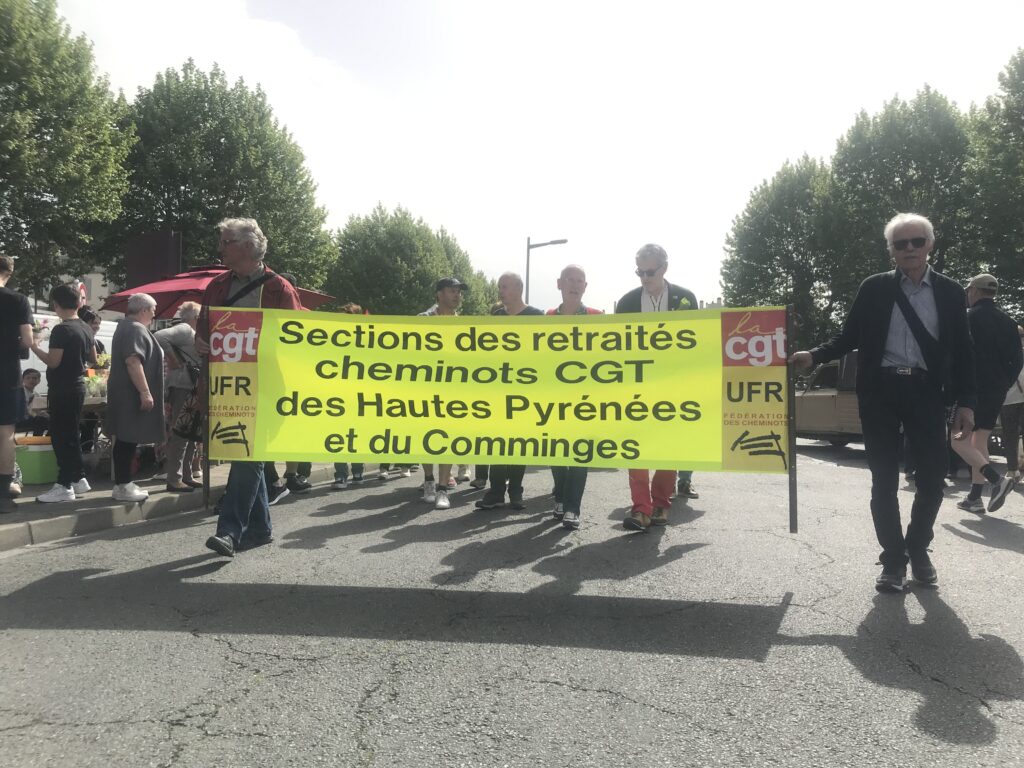 la
cgt
UFR
FÉDÉRATION
DES CHEMINOTS
Sections des retraités
cheminots CGT
des Hautes Pyrénées
et du Comminges
la
cgt
UFR
FÉDÉRATION
DES CHEMINOTS